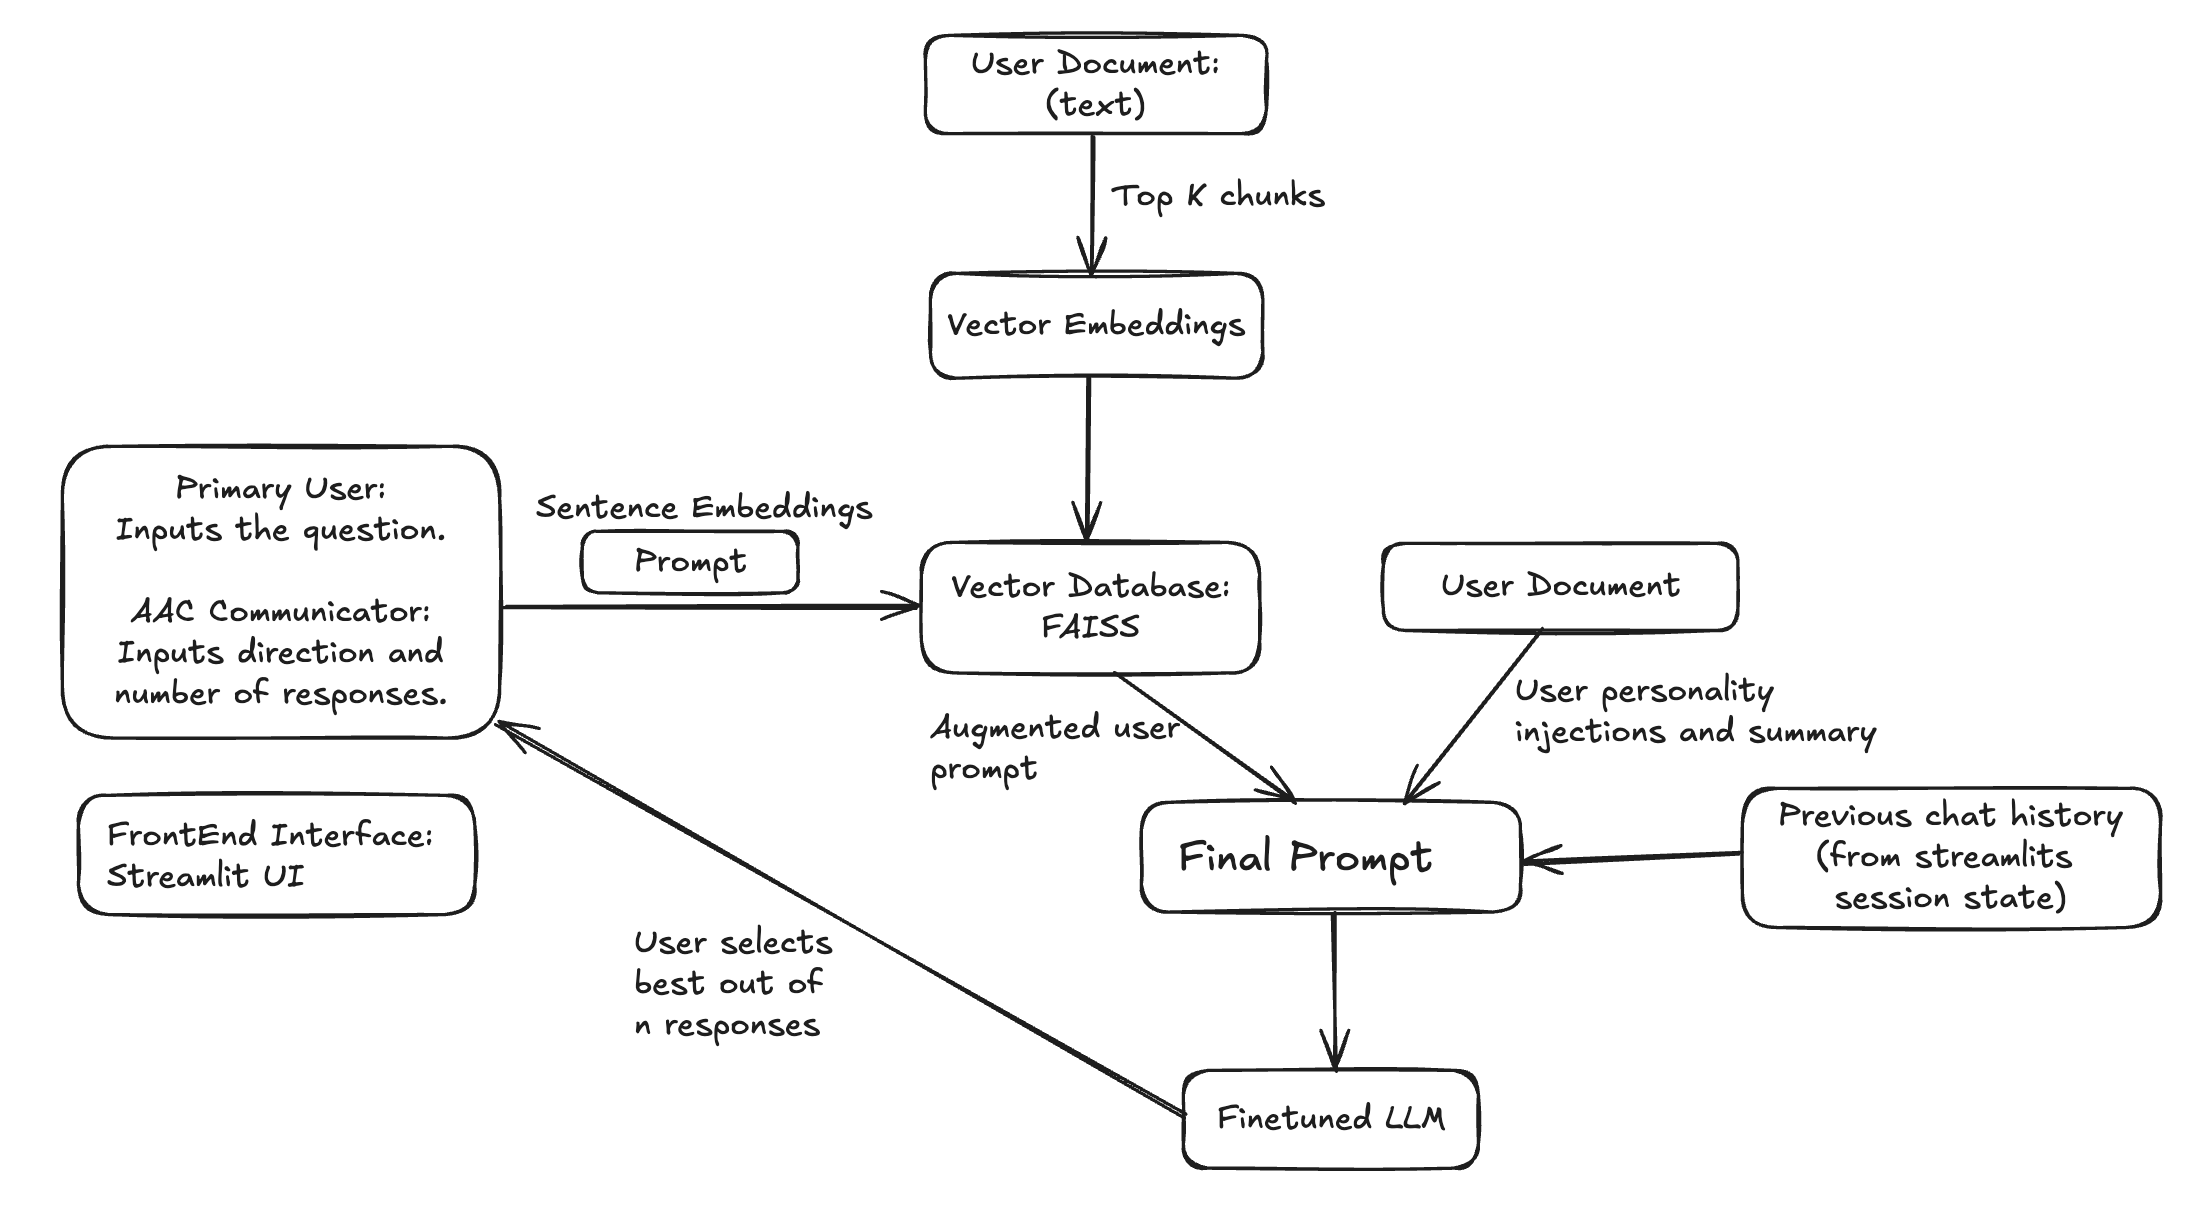 User Document:
(text)
Top K chunks
Vector Embeddings
Primary User:
Inputs the question.
AAC Communicator:
Inputs direction and
number of responses.
Sentence Embeddings
Prompt
Vector Database:
FAISS
User Document
User personality
injections and summary
Augmented user
prompt
FrontEnd Interface:
Streamlit UI
Final Prompt
Previous chat history
(from streamlits
session state)
User selects
best out of
n responses
Finetuned LLM